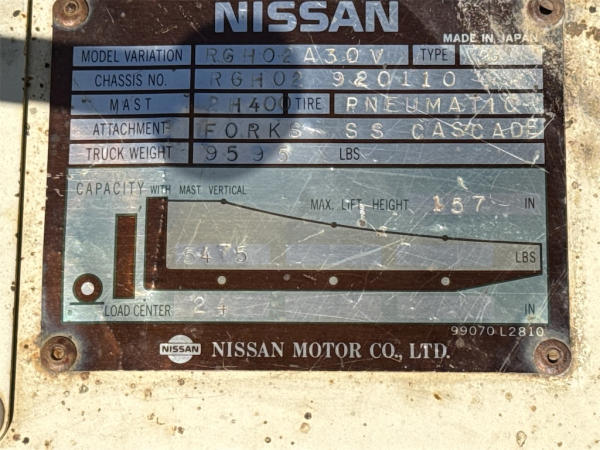 NISSAN
MADE IN JAPAN
MODEL VARIATION RGH02A30V TYPE
CHASSIS NO. RGH02 920110
MAST 2H400 TIRE PNEUMATIC
ATTACHMENT FORKS SS CASCADE
TRUCK WEIGHT 9595 LBS
CAPACITY WITH MAST VERTICAL MAX. LIFT HEIGHT 157 IN
5475 LBS
LOAD CENTER 24 IN
99070 L2810
NISSAN NISSAN MOTOR CO., LTD.